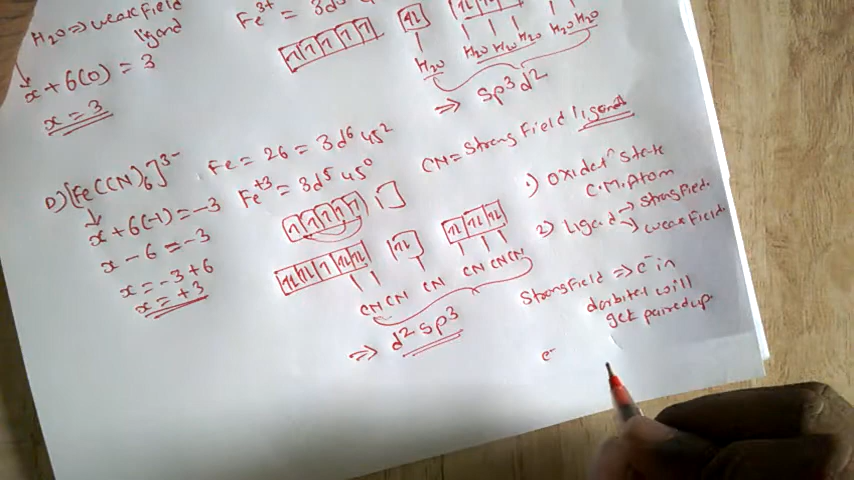 H2O => weak field
ligand
x + 6(0) = 3
x = 3
Fe3+ = 3d5
H2O H2O H2O H2O H2O H2O
=> Sp3d2
D) [Fe(CN)6]3-
x + 6(-1) = -3
x - 6 = -3
x = -3 + 6
x = +3
Fe = 26 = 3d6 4s2
Fe+3 = 3d5 4s0
CN CN CN CN CN CN
=> d2sp3
CN = Strong Field ligand
1) Oxidatn State
C.M. Atom
2) Ligand -> Strong field.
-> weak field.
Strong Field => e- in
d orbital will
get paired up.
e-